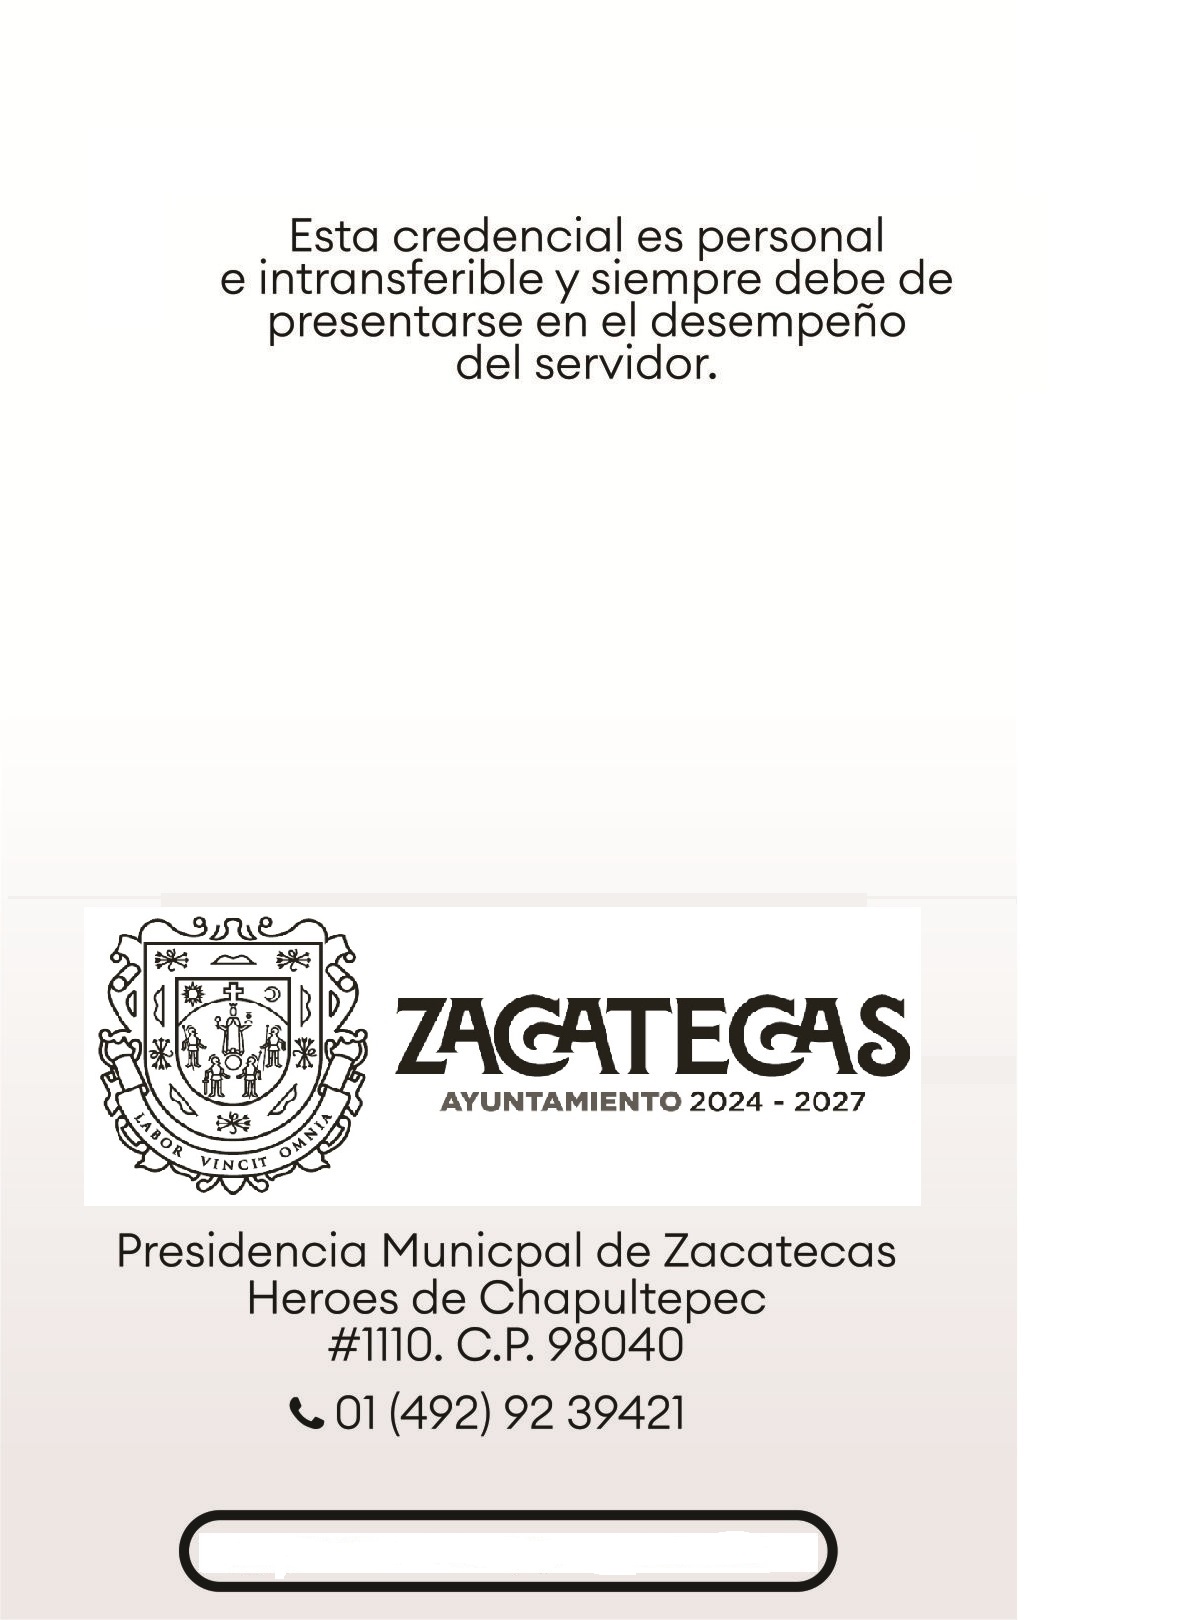 Esta credencial es personal
e intransferible y siempre debe de
presentarse en el desempeño
del servidor.
LABOR VINCIT OMNIA
ZACATECAS
AYUNTAMIENTO 2024 - 2027
Presidencia Municpal de Zacatecas
Heroes de Chapultepec
#1110. C.P. 98040
01 (492) 92 39421